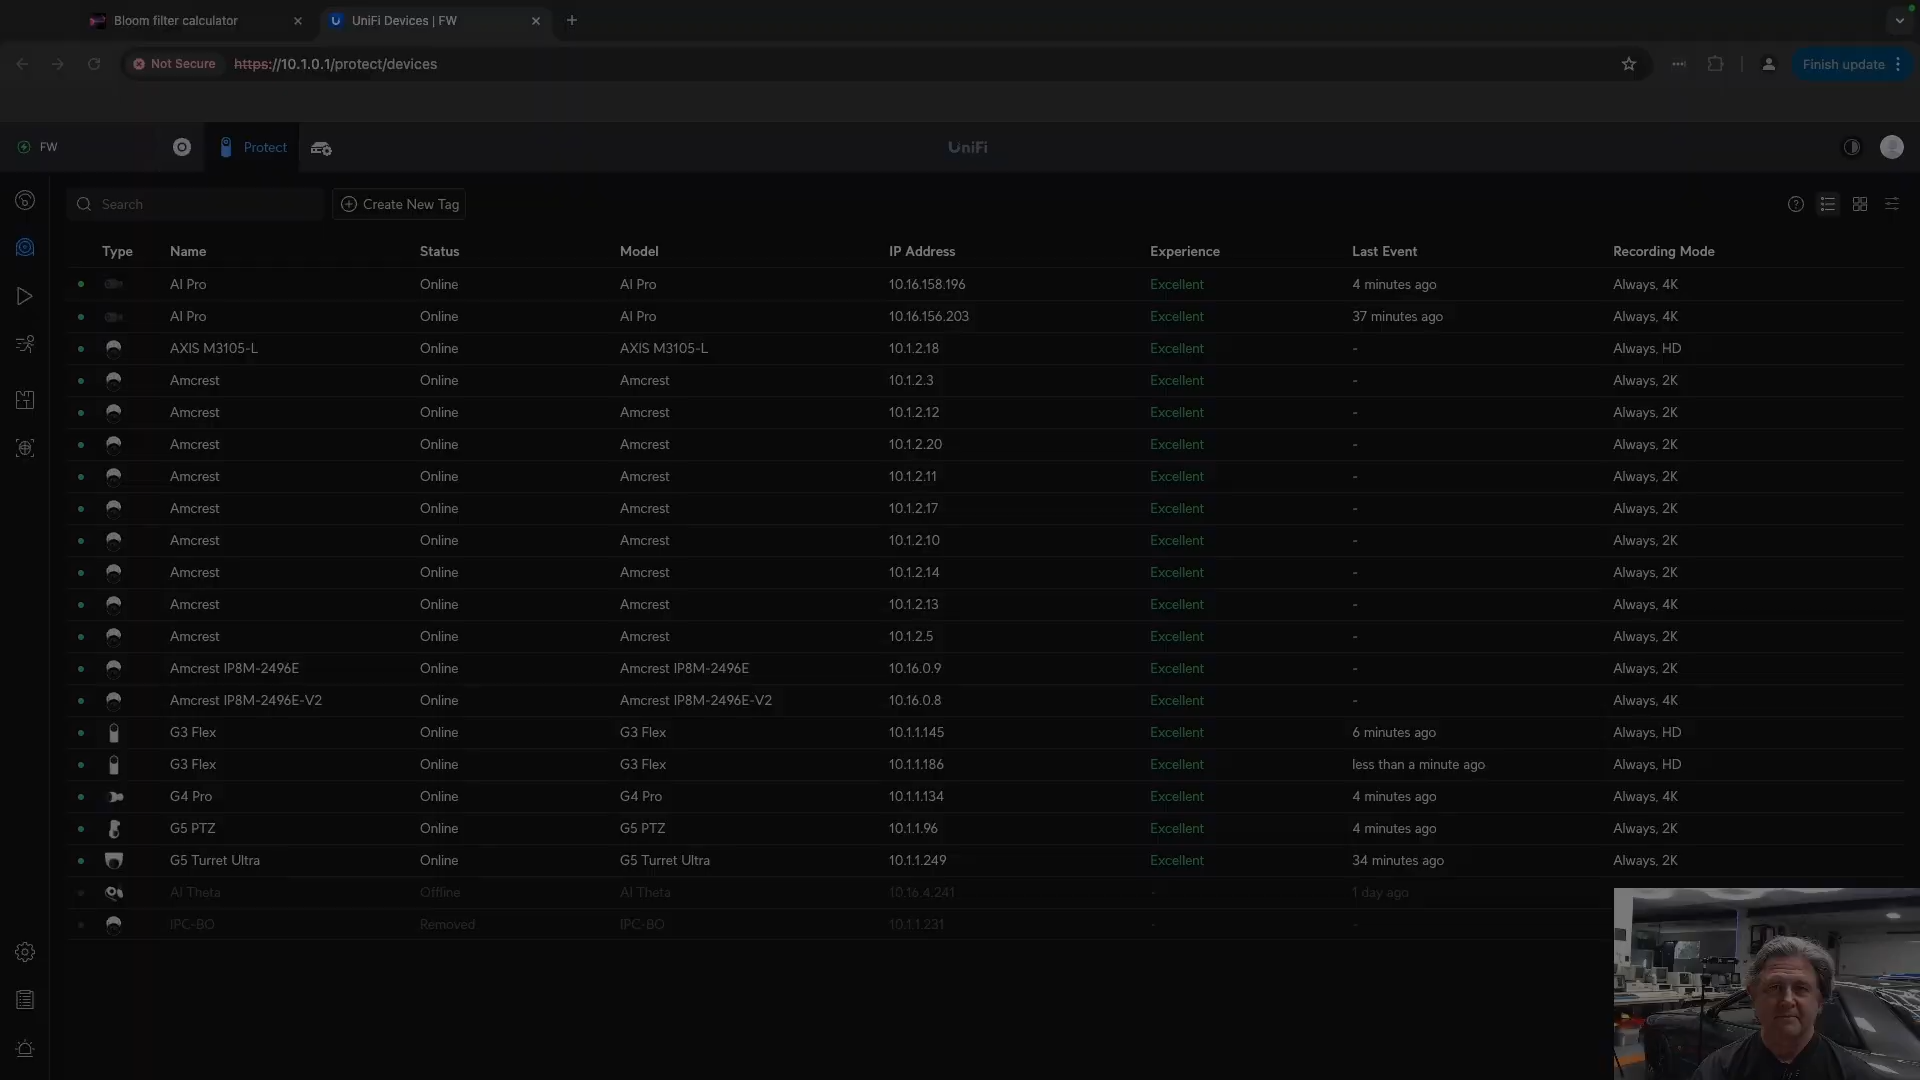 Bloom filter calculator
UniFi Devices | FW
Not Secure https://10.1.0.1/protect/devices
Finish update
FW Protect UniFi
Search Create New Tag
Type Name Status Model IP Address Experience Last Event Recording Mode
AI Pro Online AI Pro 10.16.158.196 Excellent 4 minutes ago Always, 4K
AI Pro Online AI Pro 10.16.156.203 Excellent 37 minutes ago Always, 4K
AXIS M3105-L Online AXIS M3105-L 10.1.2.18 Excellent - Always, HD
Amcrest Online Amcrest 10.1.2.3 Excellent - Always, 2K
Amcrest Online Amcrest 10.1.2.12 Excellent - Always, 2K
Amcrest Online Amcrest 10.1.2.20 Excellent - Always, 2K
Amcrest Online Amcrest 10.1.2.11 Excellent - Always, 2K
Amcrest Online Amcrest 10.1.2.17 Excellent - Always, 2K
Amcrest Online Amcrest 10.1.2.10 Excellent - Always, 2K
Amcrest Online Amcrest 10.1.2.14 Excellent - Always, 2K
Amcrest Online Amcrest 10.1.2.13 Excellent - Always, 4K
Amcrest Online Amcrest 10.1.2.5 Excellent - Always, 2K
Amcrest IP8M-2496E Online Amcrest IP8M-2496E 10.16.0.9 Excellent - Always, 2K
Amcrest IP8M-2496E-V2 Online Amcrest IP8M-2496E-V2 10.16.0.8 Excellent - Always, 4K
G3 Flex Online G3 Flex 10.1.1.145 Excellent 6 minutes ago Always, HD
G3 Flex Online G3 Flex 10.1.1.186 Excellent less than a minute ago Always, HD
G4 Pro Online G4 Pro 10.1.1.134 Excellent 4 minutes ago Always, 4K
G5 PTZ Online G5 PTZ 10.1.1.96 Excellent 4 minutes ago Always, 2K
G5 Turret Ultra Online G5 Turret Ultra 10.1.1.249 Excellent 34 minutes ago Always, 2K
AI Theta Offline AI Theta 10.16.4.241 - 1 day ago
IPC-BO Removed IPC-BO 10.1.1.231 - -